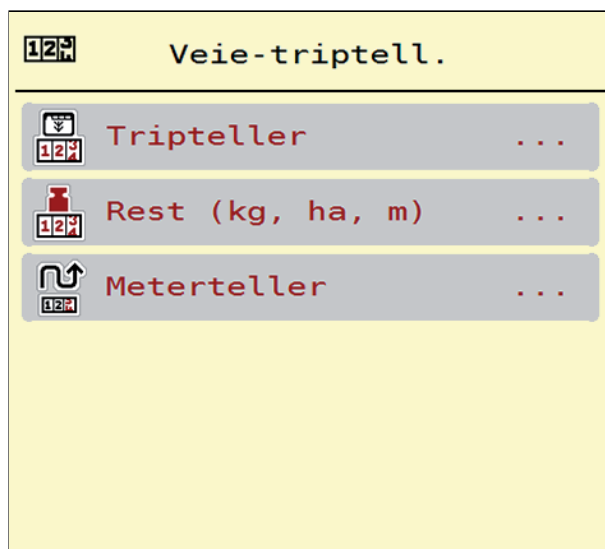 Veie-triptell.
Tripteller ...
Rest (kg, ha, m) ...
Meterteller ...